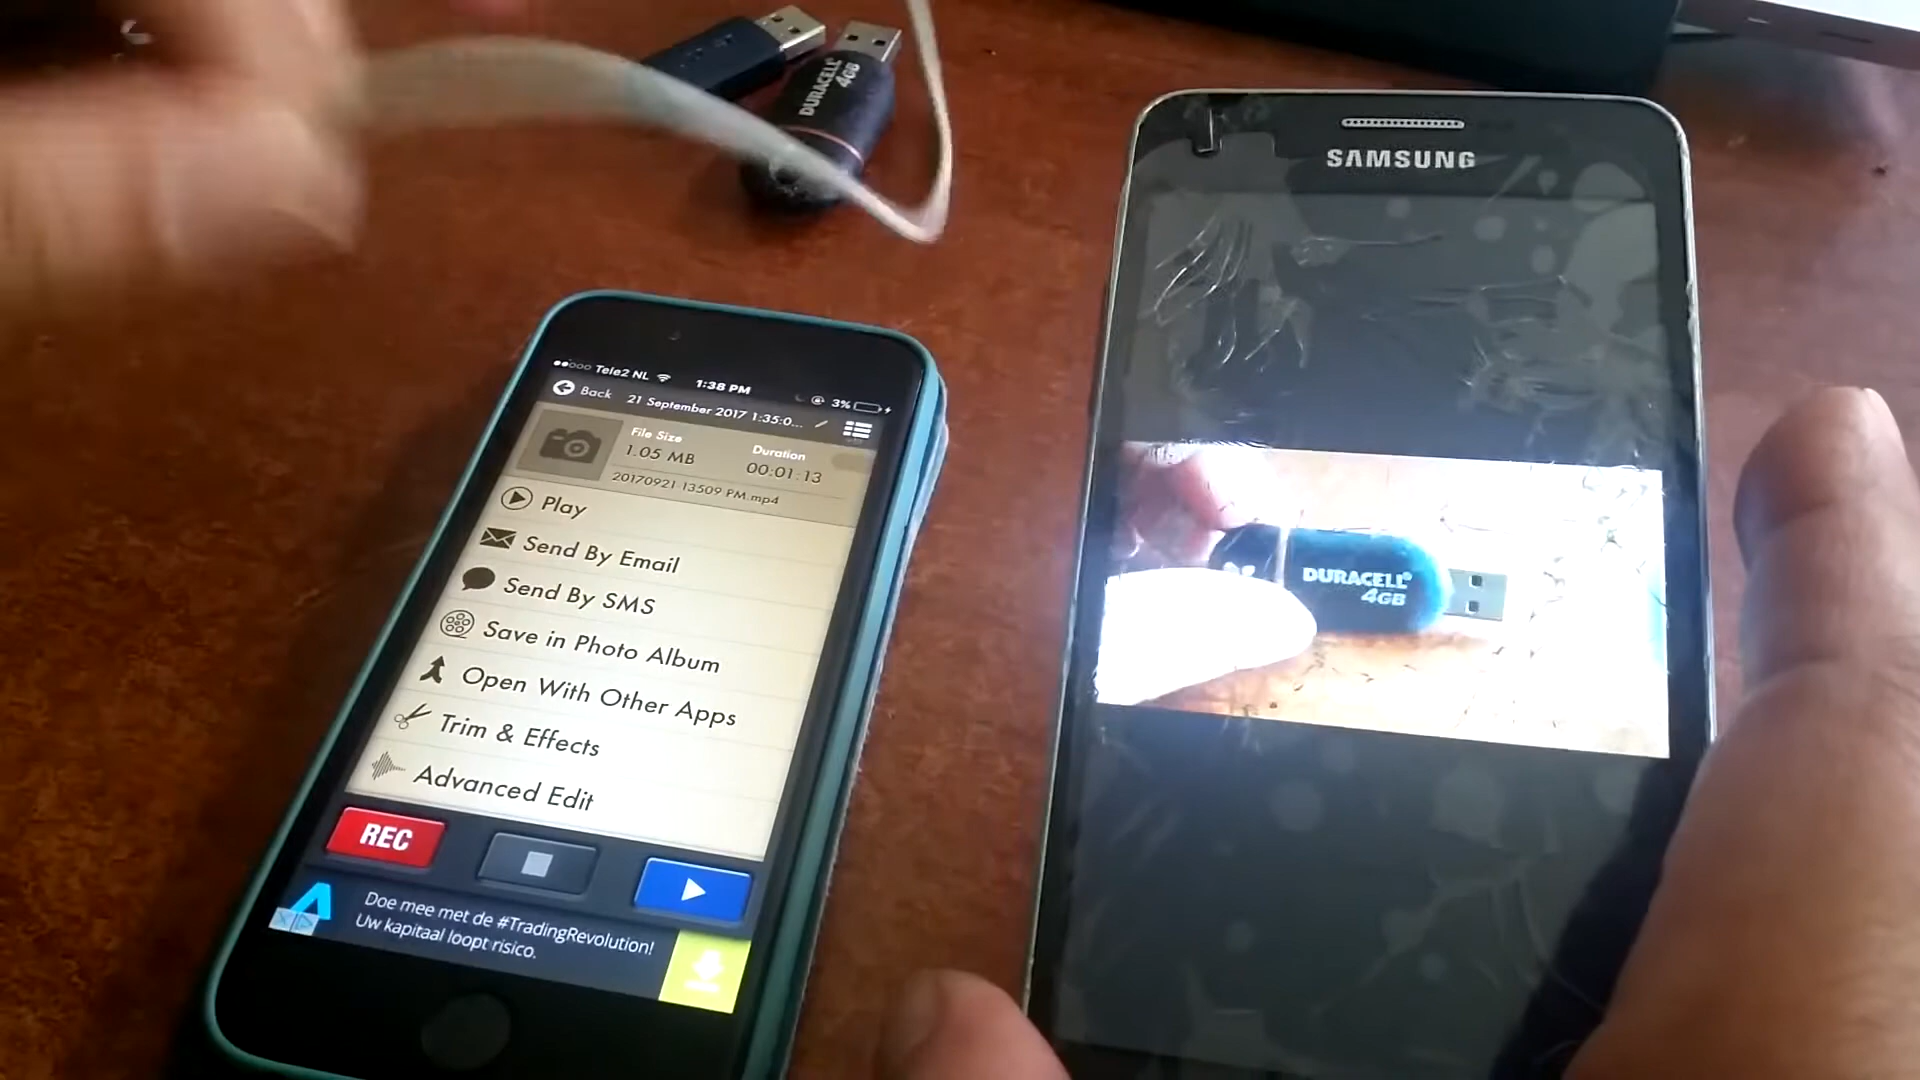 DURACELL
4GB
SAMSUNG
Tele2 NL
1:38 PM
3%
Back
21 September 2017 1:35:0...
File Size
1.05 MB
Duration
00:01:13
20170921-13509 PM.mp4
Play
Send By Email
Send By SMS
Save in Photo Album
Open With Other Apps
Trim & Effects
Advanced Edit
REC
Doe mee met de #TradingRevolution!
Uw kapitaal loopt risico.
DURACELL®
4GB